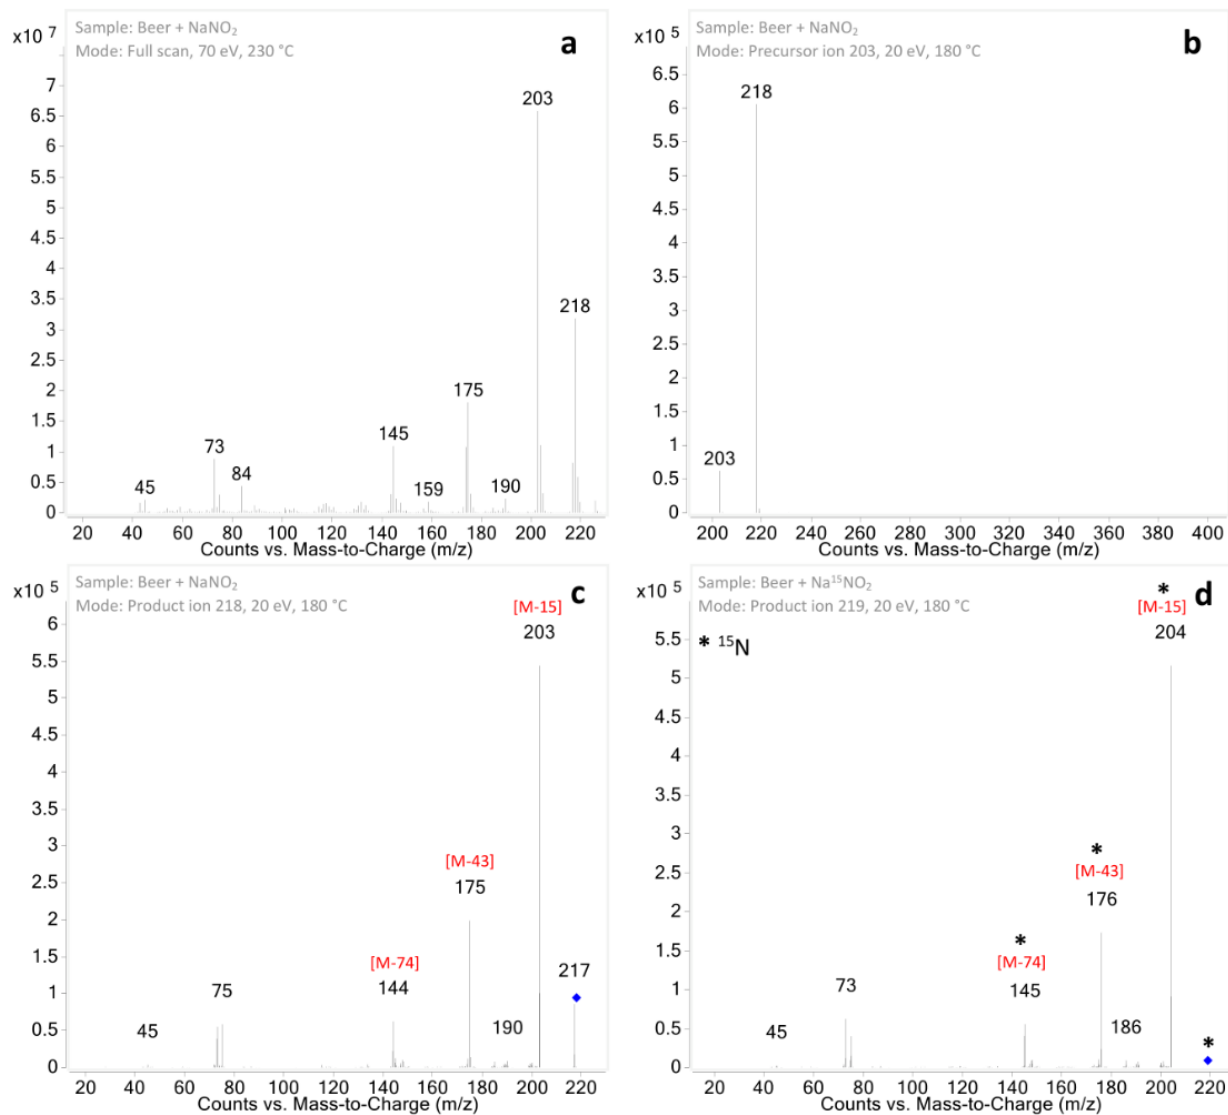 Sample: Beer + NaNO₂
Mode: Full scan, 70 eV, 230 °C
a
x10 ⁷
7
6.5
6
5.5
5
4.5
4
3.5
3
2.5
2
1.5
1
0.5
0
203
218
175
145
73
84
45
159
190
20 40 60 80 100 120 140 160 180 200 220
Counts vs. Mass-to-Charge (m/z)
Sample: Beer + NaNO₂
Mode: Precursor ion 203, 20 eV, 180 °C
b
x10 ⁵
6.5
6
5.5
5
4.5
4
3.5
3
2.5
2
1.5
1
0.5
0
218
203
200 220 240 260 280 300 320 340 360 380 400
Counts vs. Mass-to-Charge (m/z)
Sample: Beer + NaNO₂
Mode: Product ion 218, 20 eV, 180 °C
c
x10 ⁵
6
5.5
5
4.5
4
3.5
3
2.5
2
1.5
1
0.5
0
[M-15]
203
[M-43]
175
[M-74]
144
217
75
190
45
20 40 60 80 100 120 140 160 180 200 220
Counts vs. Mass-to-Charge (m/z)
Sample: Beer + Na¹⁵NO₂
Mode: Product ion 219, 20 eV, 180 °C
d
x10 ⁵
* ¹⁵N
5.5
5
4.5
4
3.5
3
2.5
2
1.5
1
0.5
0
*
[M-15]
204
*
[M-43]
176
*
[M-74]
145
73
186
45
*
20 40 60 80 100 120 140 160 180 200 220
Counts vs. Mass-to-Charge (m/z)